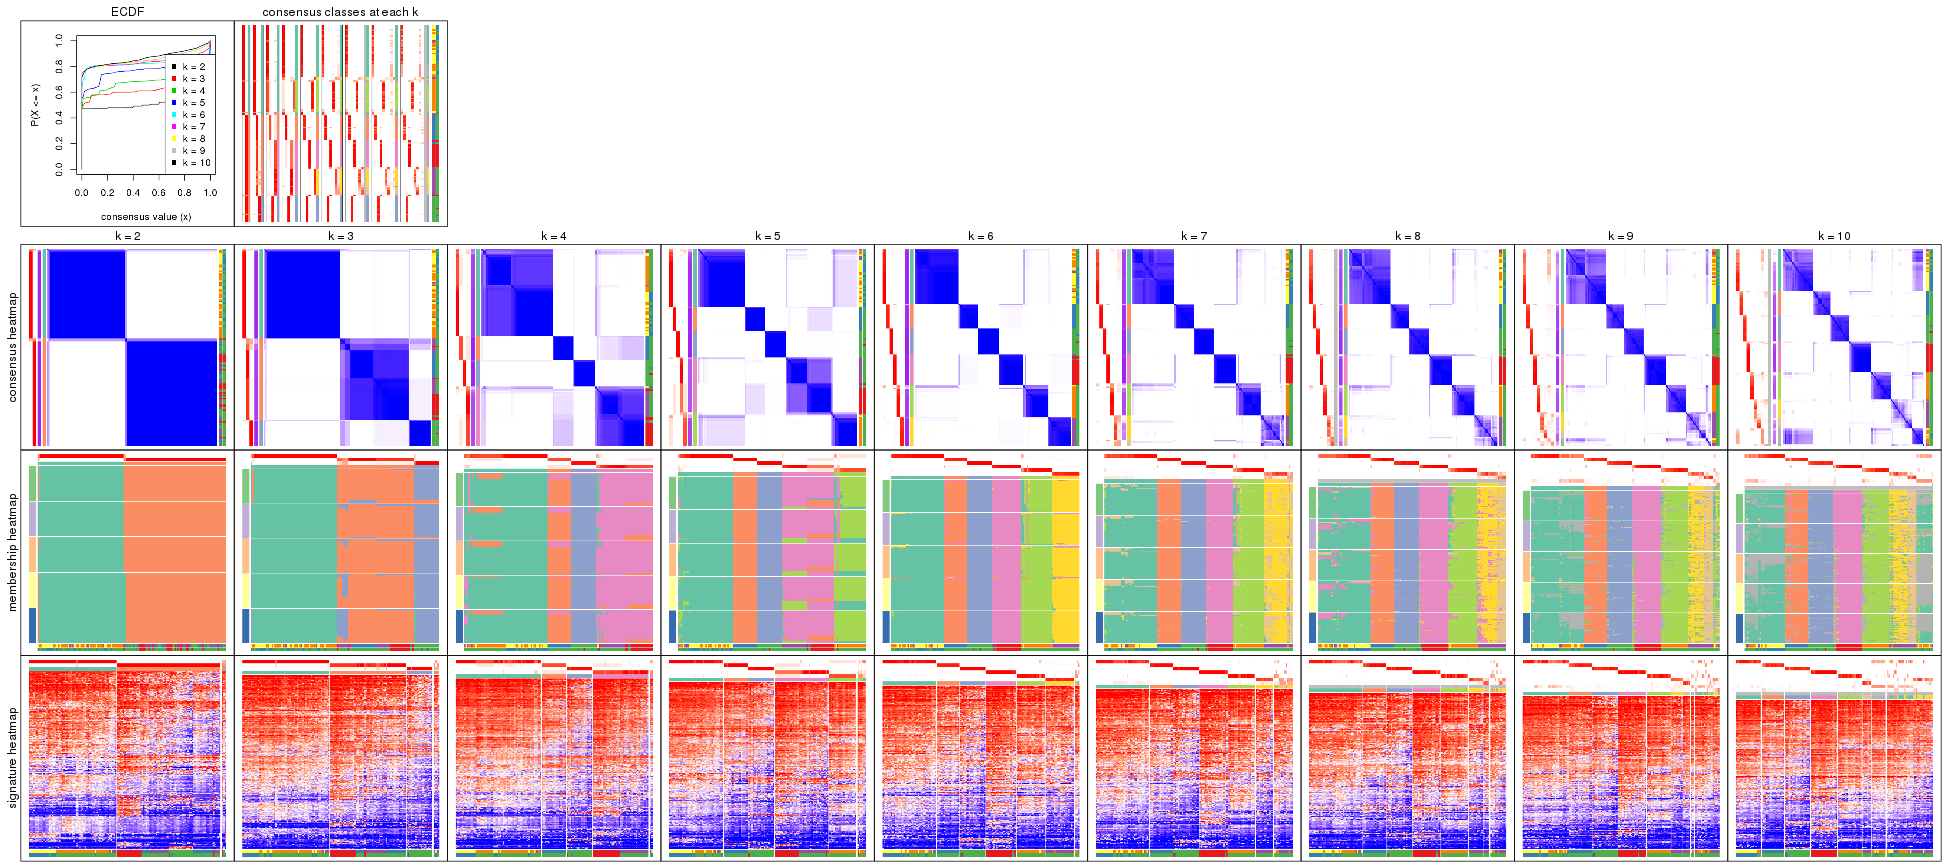 ECDF
consensus classes at each k
P(X <= x)
0.0 0.2 0.4 0.6 0.8 1.0
k = 2
k = 3
k = 4
k = 5
k = 6
k = 7
k = 8
k = 9
k = 10
0.0 0.2 0.4 0.6 0.8 1.0
consensus value (x)
k = 2 k = 3 k = 4 k = 5 k = 6 k = 7 k = 8 k = 9 k = 10
consensus heatmap
membership heatmap
signature heatmap